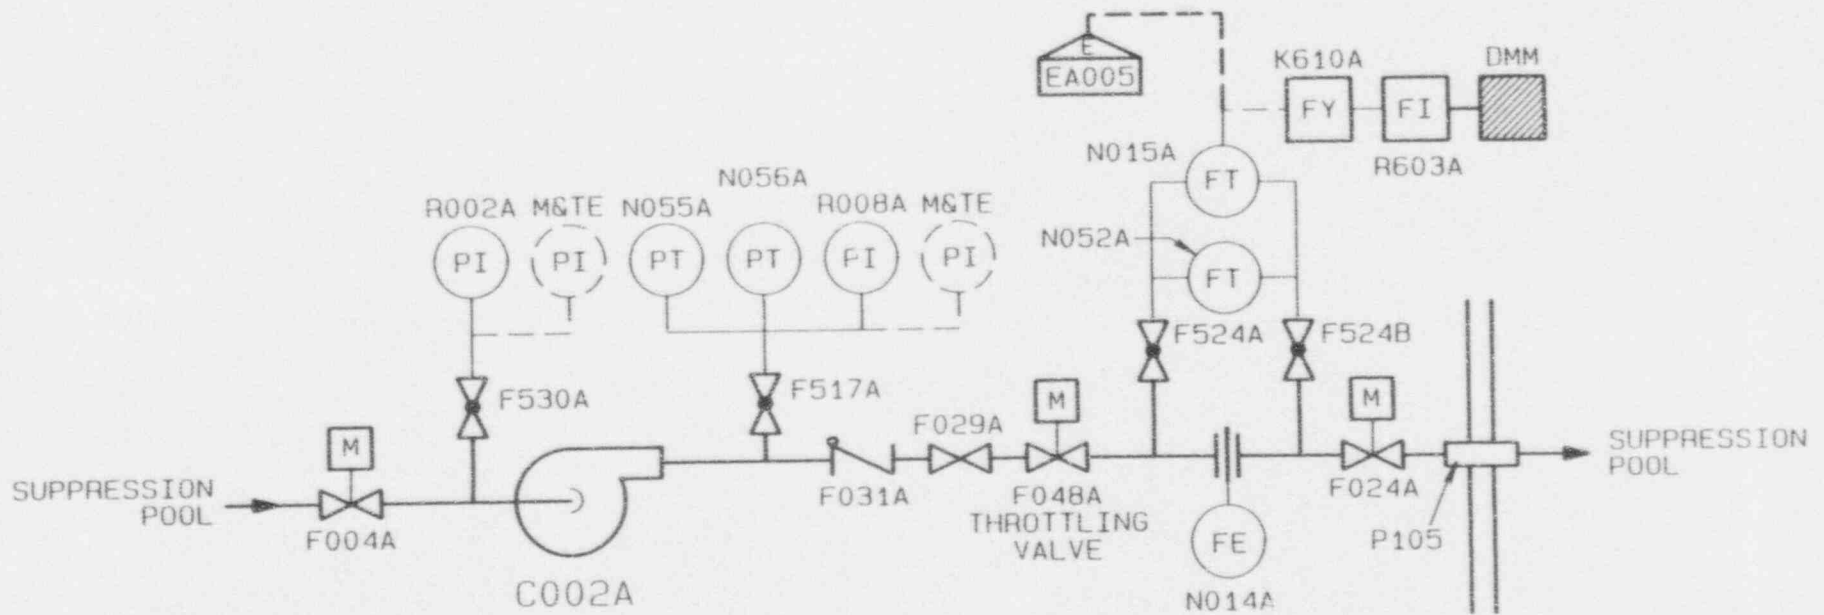 E
EA005
K610A
DMM
FY
FI
R603A
N015A
FT
N052A
FT
N056A
R002A
M&TE
N055A
R008A
M&TE
PI
PI
PT
PT
PI
PI
F524A
F524B
F530A
F517A
M
M
M
F029A
SUPPRESSION
POOL
F004A
C002A
F031A
F048A
THROTTLING
VALVE
FE
N014A
F024A
P105
SUPPRESSION
POOL